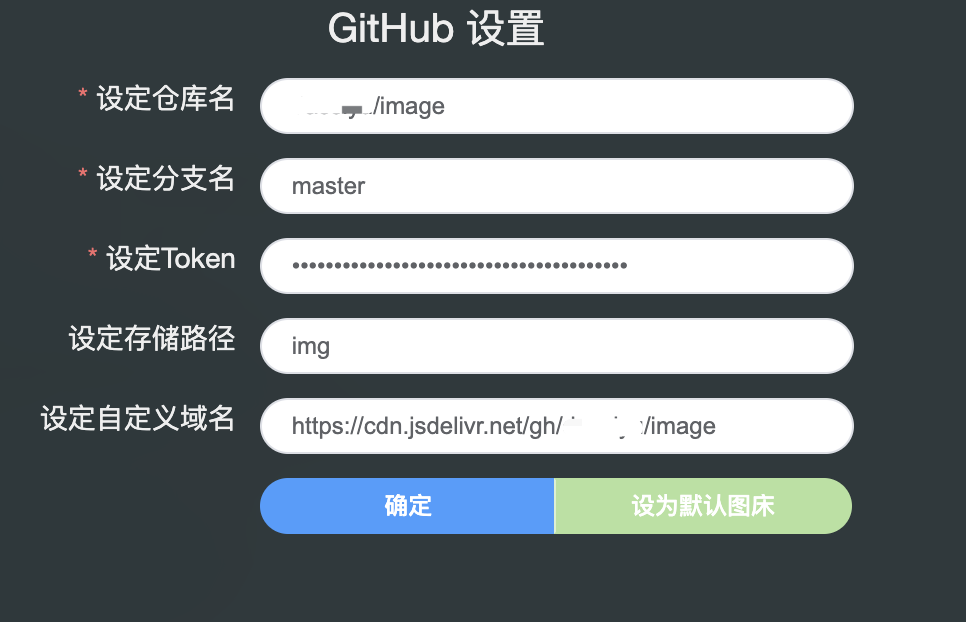 GitHub 设置
* 设定仓库名
/image
* 设定分支名
master
* 设定Token
••••••••••••••••••••••••••••••••••••••••
设定存储路径
img
设定自定义域名
https://cdn.jsdelivr.net/gh/ /image
确定
设为默认图床